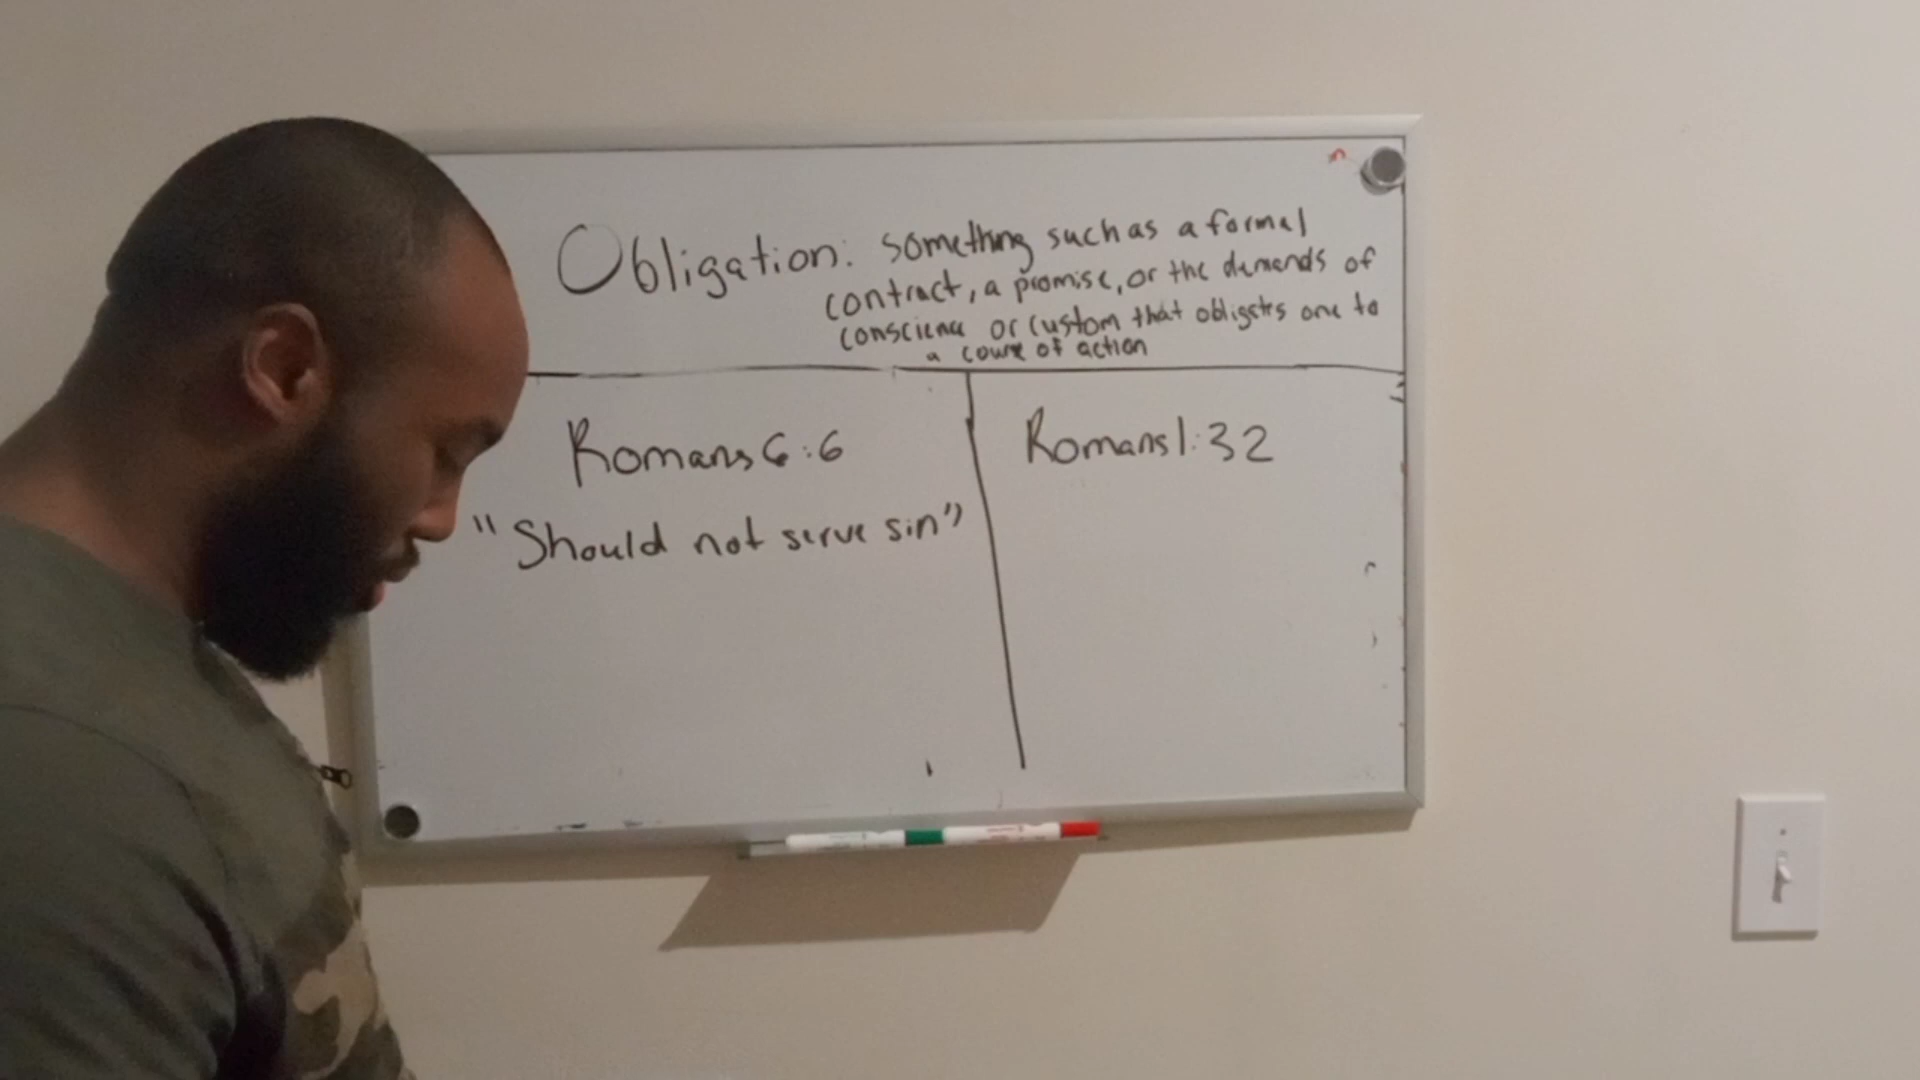 Obligation: something such as a formal
contract, a promise, or the demands of
conscience or custom that obligates one to
a course of action
Romans 6:6
"Should not serve sin"
Romans 1:32